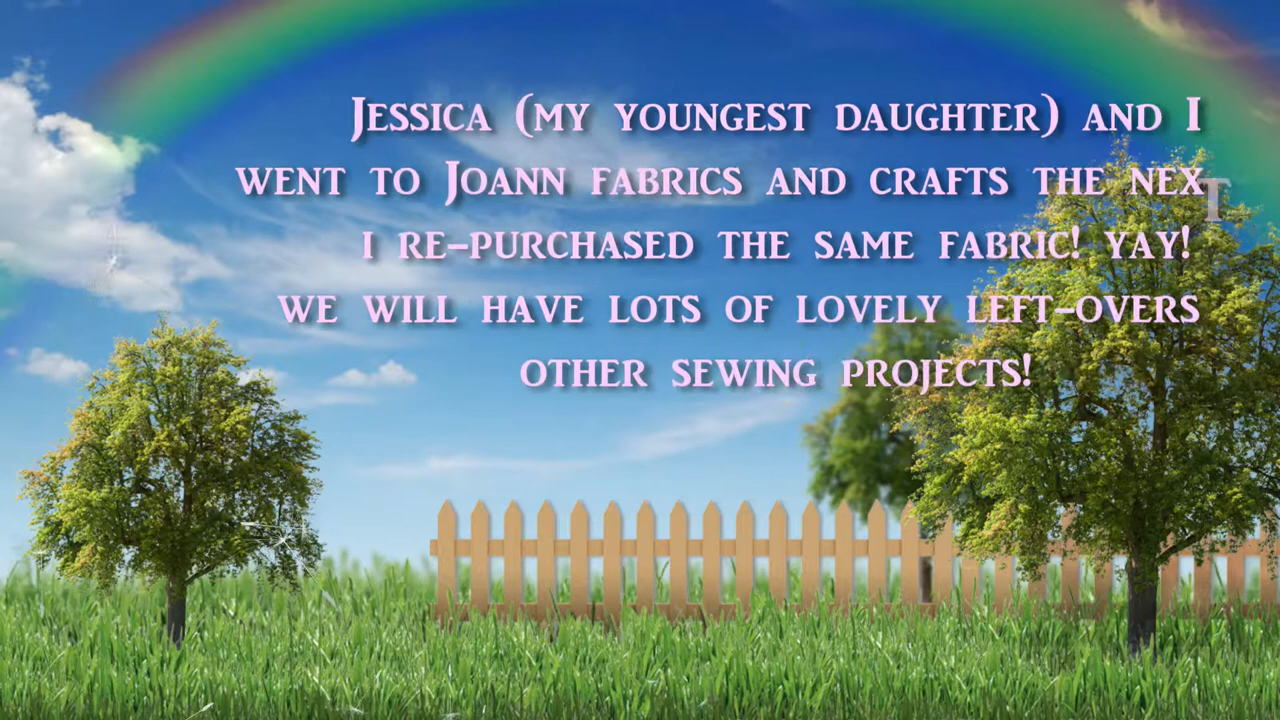 Jessica (my youngest daughter) and I
went to Joann fabrics and crafts the next
I re-purchased the same fabric! yay!
we will have lots of lovely left-overs
other sewing projects!